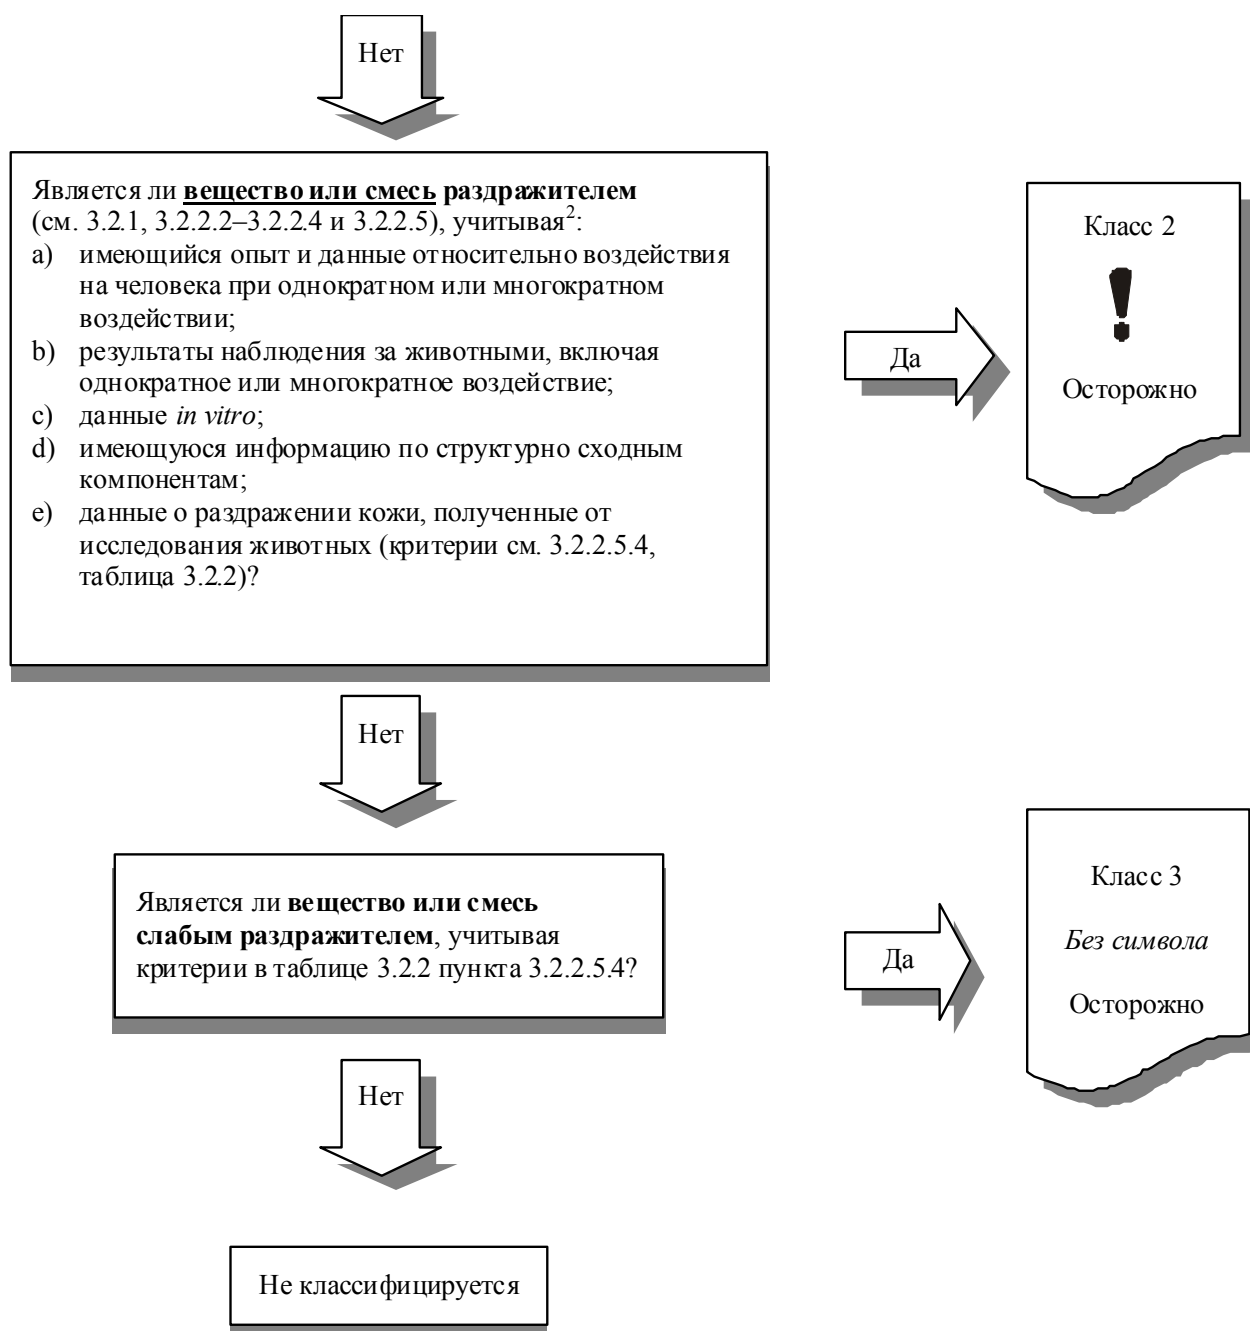 Нет
Является ли вещество или смесь раздражителем
(см. 3.2.1, 3.2.2.2–3.2.2.4 и 3.2.2.5), учитывая²:
a) имеющийся опыт и данные относительно воздействия
на человека при однократном или многократном
воздействии;
b) результаты наблюдения за животными, включая
однократное или многократное воздействие;
c) данные in vitro;
d) имеющуюся информацию по структурно сходным
компонентам;
e) данные о раздражении кожи, полученные от
исследования животных (критерии см. 3.2.2.5.4,
таблица 3.2.2)?
Да
Класс 2
!
Осторожно
Нет
Является ли вещество или смесь
слабым раздражителем, учитывая
критерии в таблице 3.2.2 пункта 3.2.2.5.4?
Да
Класс 3
Без символа
Осторожно
Нет
Не классифицируется